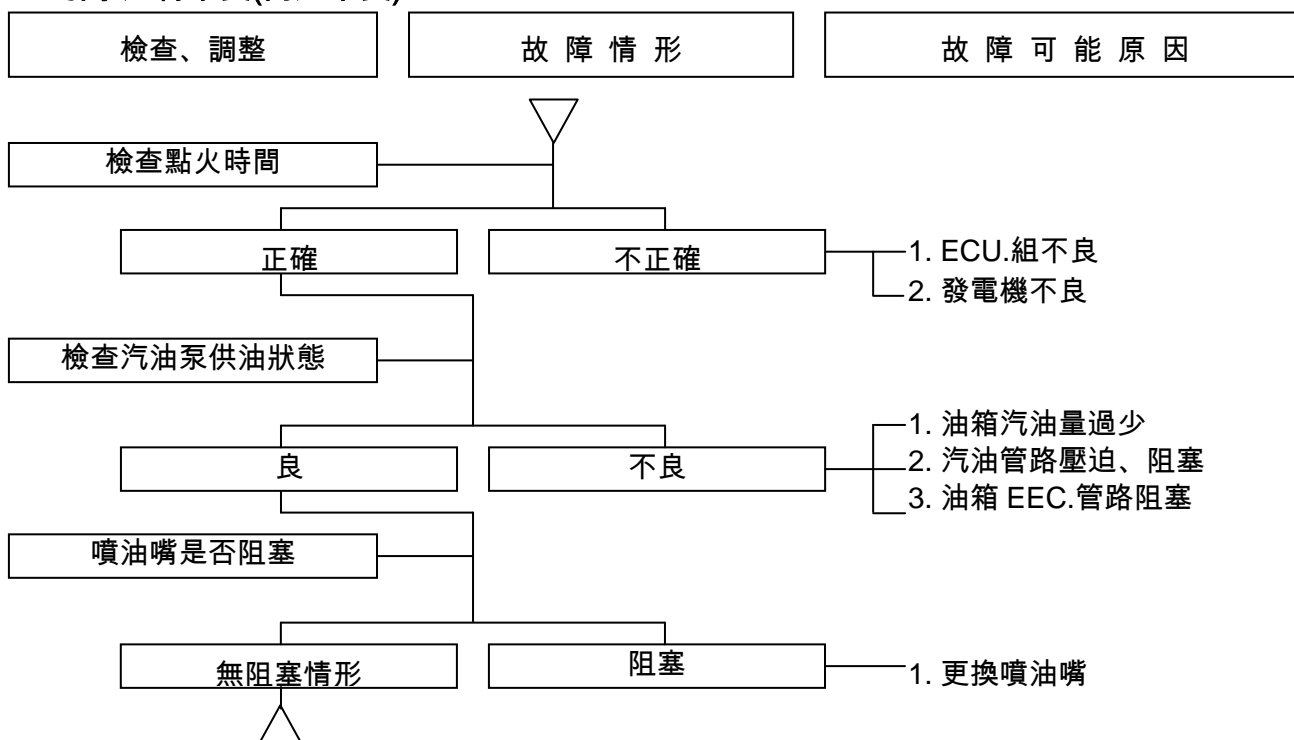 檢查、調整
故障情形
故障可能原因
檢查點火時間
正確
不正確
1. ECU.組不良
2. 發電機不良
檢查汽油泵供油狀態
良
不良
1. 油箱汽油量過少
2. 汽油管路壓迫、阻塞
3. 油箱 EEC.管路阻塞
噴油嘴是否阻塞
無阻塞情形
阻塞
1. 更換噴油嘴